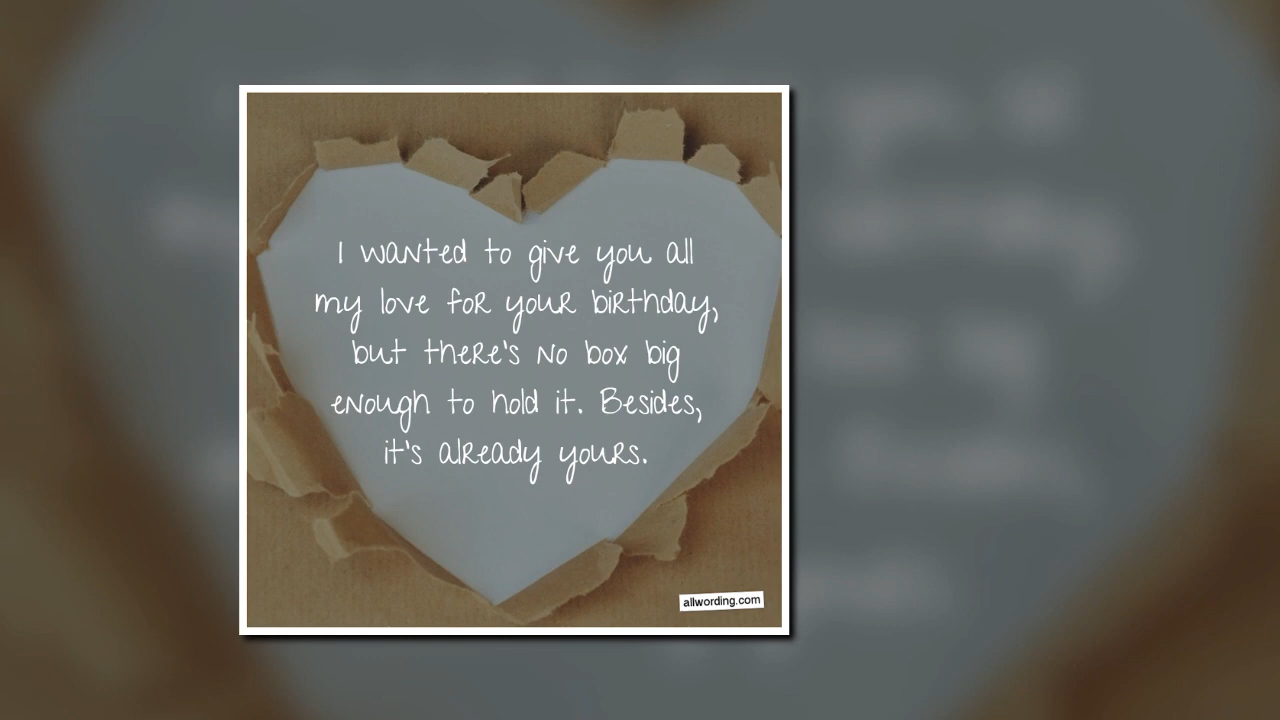 I wanted to give you all
my love for your birthday,
but there's no box big
enough to hold it. Besides,
it's already yours.
allwording.com